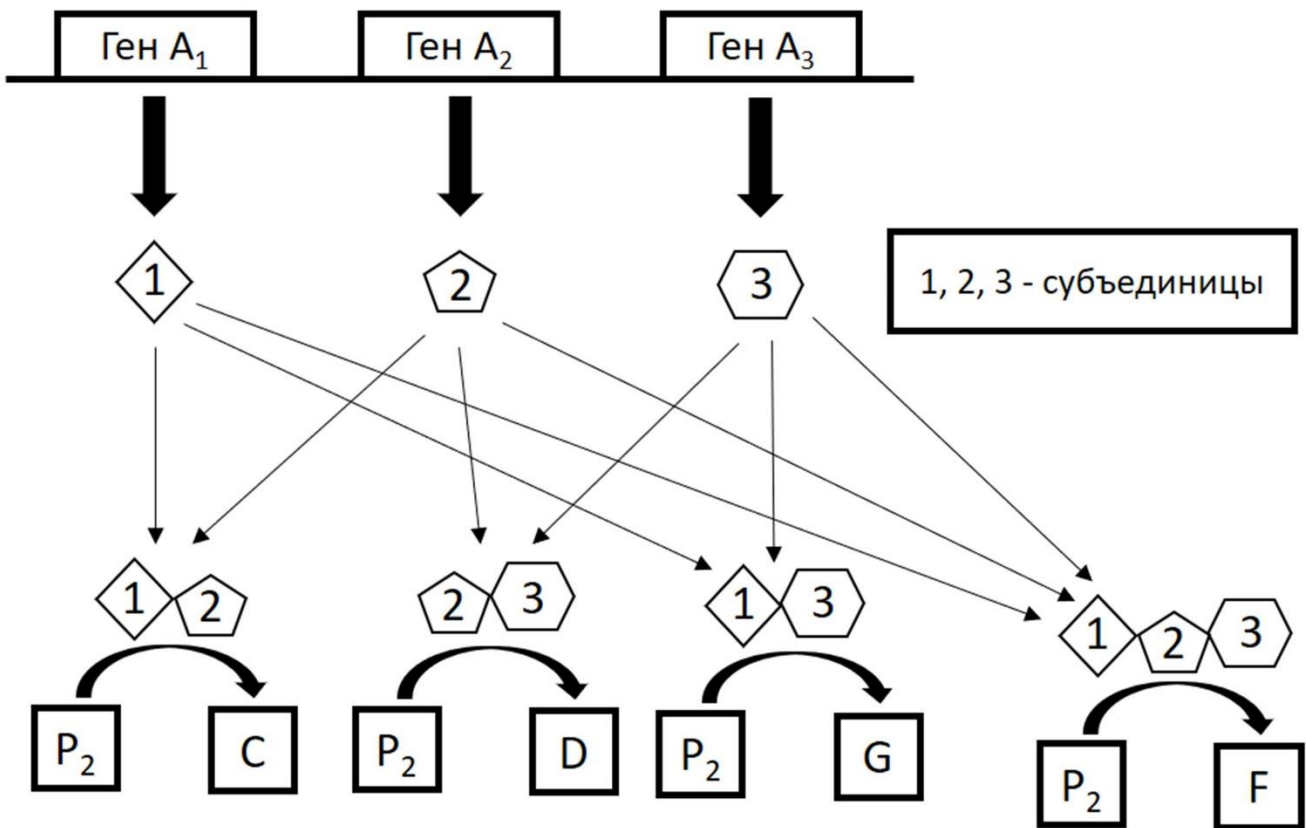 Ген A₁ Ген A₂ Ген A₃
1 2 3
1, 2, 3 - субъединицы
1 2 2 3 1 3 1 2 3
P₂ C P₂ D P₂ G P₂ F